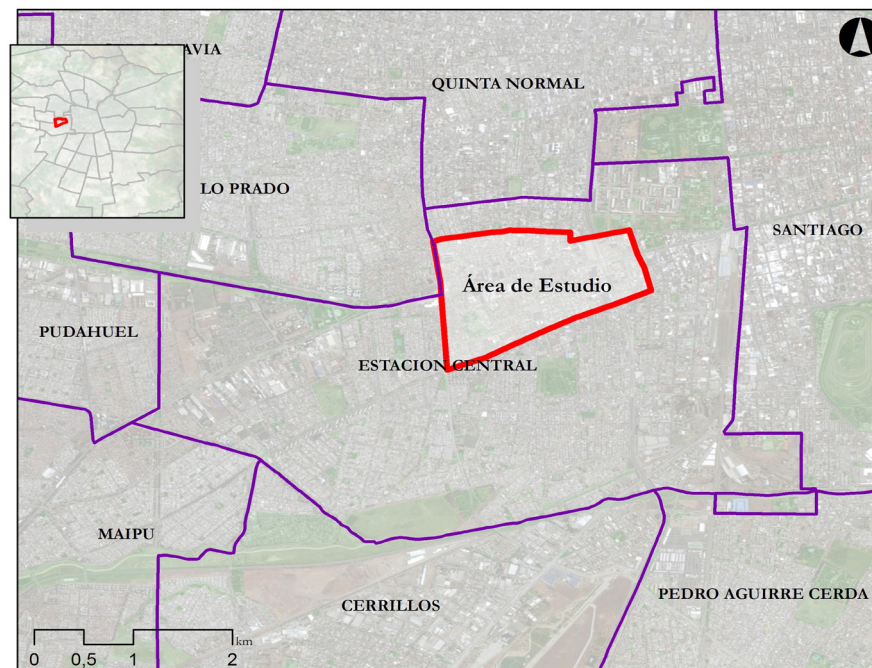 AVIA
QUINTA NORMAL
LO PRADO
SANTIAGO
Área de Estudio
PUDAHUEL
ESTACION CENTRAL
MAIPU
CERRILLOS
PEDRO AGUIRRE CERDA
km
0 0,5 1 2